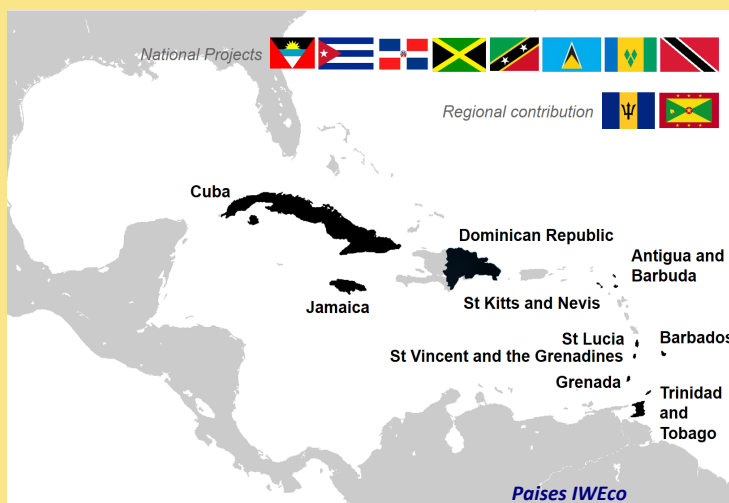 National Projects
Regional contribution
Cuba
Dominican Republic
Antigua and
Barbuda
Jamaica
St Kitts and Nevis
St Lucia
Barbados
St Vincent and the Grenadines
Grenada
Trinidad
and
Tobago
Paises IWEco